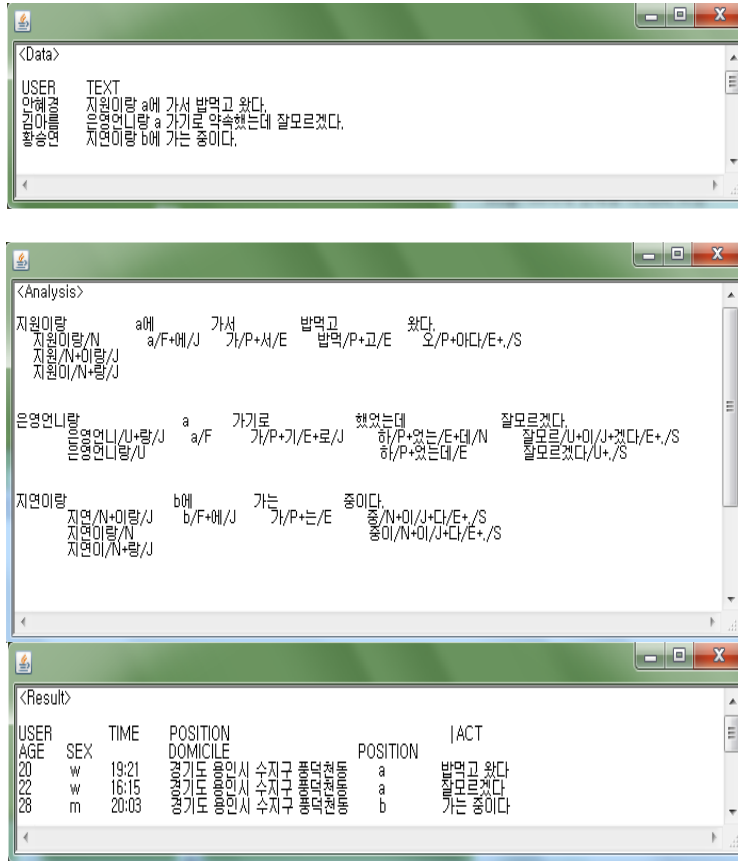 <Data>
USER TEXT
안혜경 지원이랑 a에 가서 밥먹고 왔다.
김아름 은영언니랑 a 가기로 약속했는데 잘모르겠다.
황승연 지연이랑 b에 가는 중이다.
<Analysis>
지원이랑 a에 가서 밥먹고 왔다.
지원이랑/N a/F+에/J 가/P+서/E 밥먹/P+고/E 오/P+아다/E+./S
지원/N+이랑/J
지원이/N+랑/J
은영언니랑 a 가기로 했었는데 잘모르겠다.
은영언니/U+랑/J a/F 가/P+기/E+로/J 하/P+었는/E+데/N 잘모르/U+이/J+겠다/E+./S
은영언니랑/U 하/P+었는데/E 잘모르겠다/U+./S
지연이랑 b에 가는 중이다.
지연/N+이랑/J b/F+에/J 가/P+는/E 중/N+이/J+다/E+./S
지연이랑/N 중이/N+이/J+다/E+./S
지연이/N+랑/J
<Result>
USER TIME POSITION |ACT
AGE SEX DOMICILE POSITION
20 w 19:21 경기도 용인시 수지구 풍덕천동 a 밥먹고 왔다
22 w 16:15 경기도 용인시 수지구 풍덕천동 a 잘모르겠다
28 m 20:03 경기도 용인시 수지구 풍덕천동 b 가는 중이다